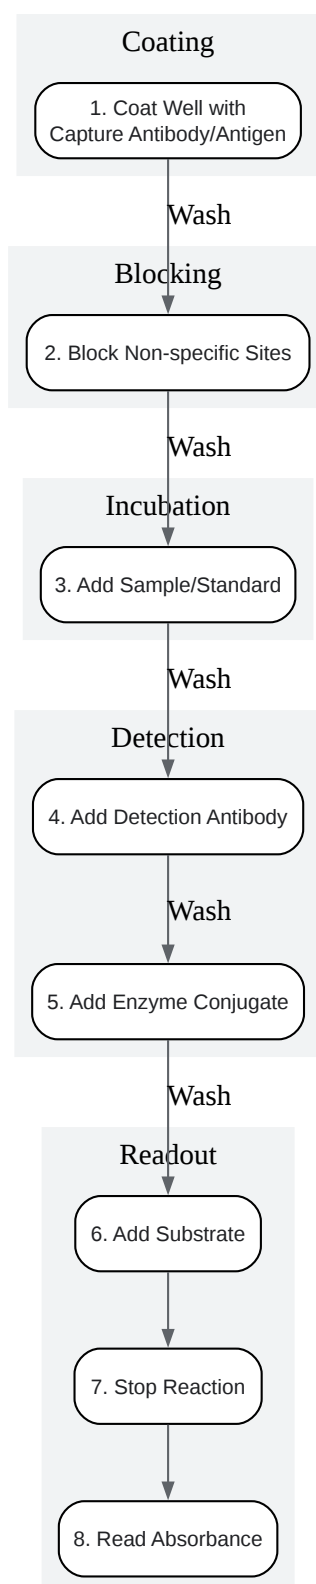 Coating
1. Coat Well with
Capture Antibody/Antigen
Wash
Blocking
2. Block Non-specific Sites
Wash
Incubation
3. Add Sample/Standard
Wash
Detection
4. Add Detection Antibody
Wash
5. Add Enzyme Conjugate
Wash
Readout
6. Add Substrate
7. Stop Reaction
8. Read Absorbance